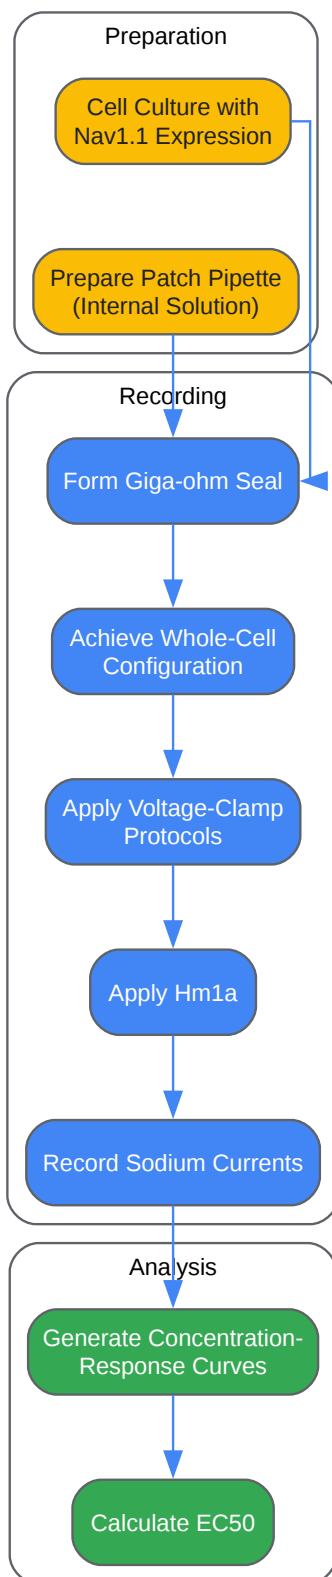 Preparation
Cell Culture with
Nav1.1 Expression
Prepare Patch Pipette
(Internal Solution)
Recording
Form Giga-ohm Seal
Achieve Whole-Cell
Configuration
Apply Voltage-Clamp
Protocols
Apply Hm1a
Record Sodium Currents
Analysis
Generate Concentration-
Response Curves
Calculate EC50